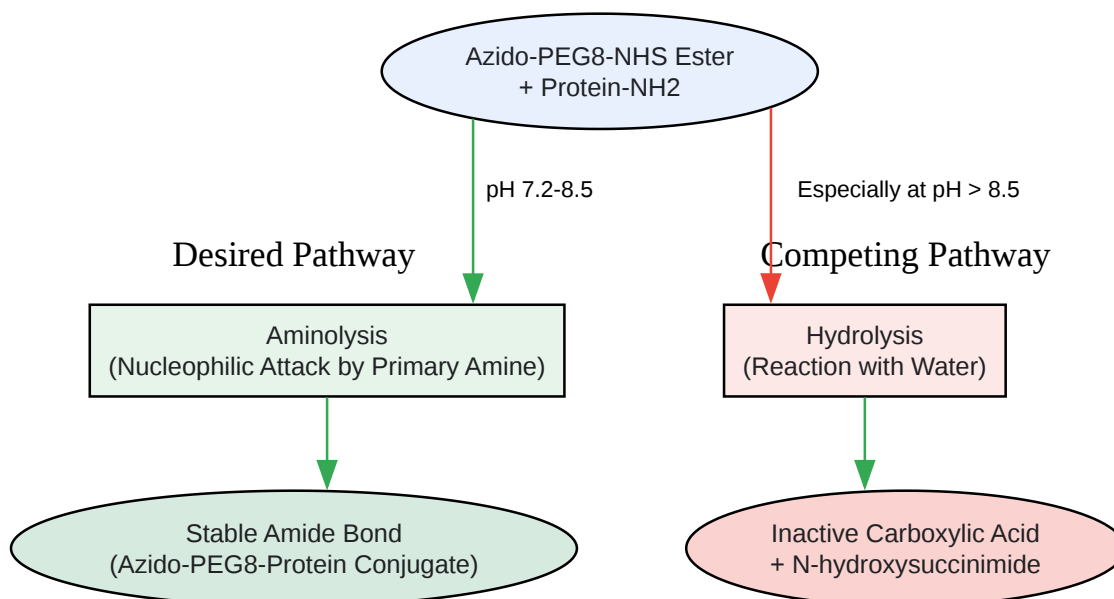 Azido-PEG8-NHS Ester
+ Protein-NH2
pH 7.2-8.5
Especially at pH > 8.5
Desired Pathway
Competing Pathway
Aminolysis
(Nucleophilic Attack by Primary Amine)
Hydrolysis
(Reaction with Water)
Stable Amide Bond
(Azido-PEG8-Protein Conjugate)
Inactive Carboxylic Acid
+ N-hydroxysuccinimide